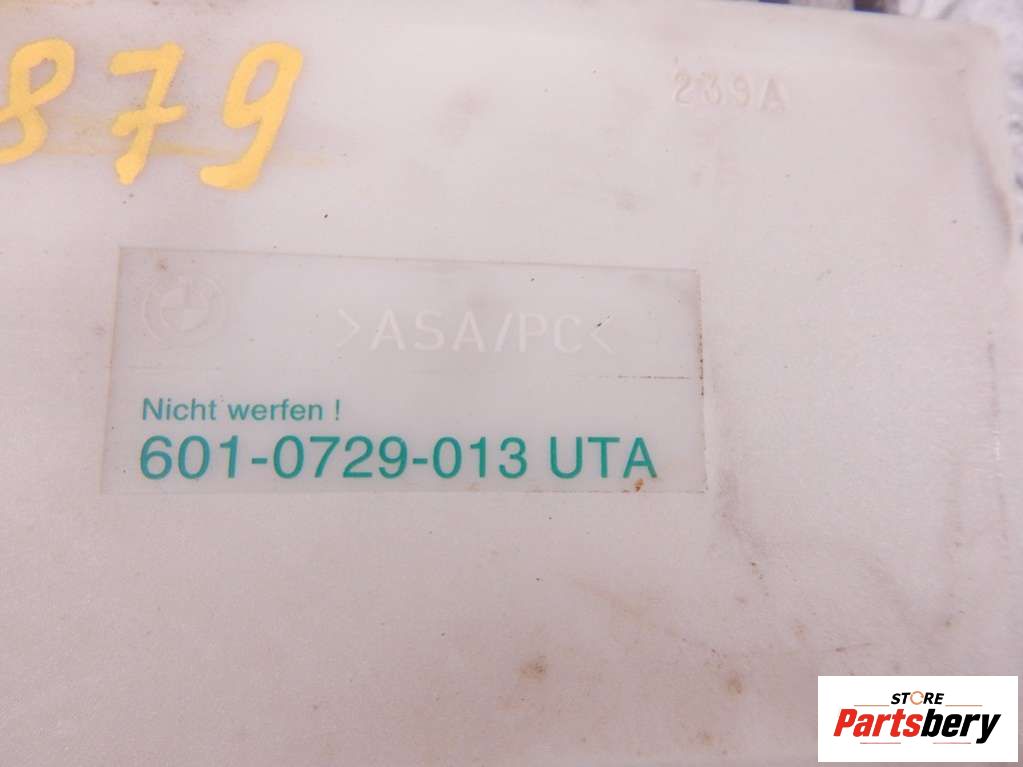 879
239A
>ASA/PC<
Nicht werfen !
601-0729-013 UTA
STORE
Partsbery